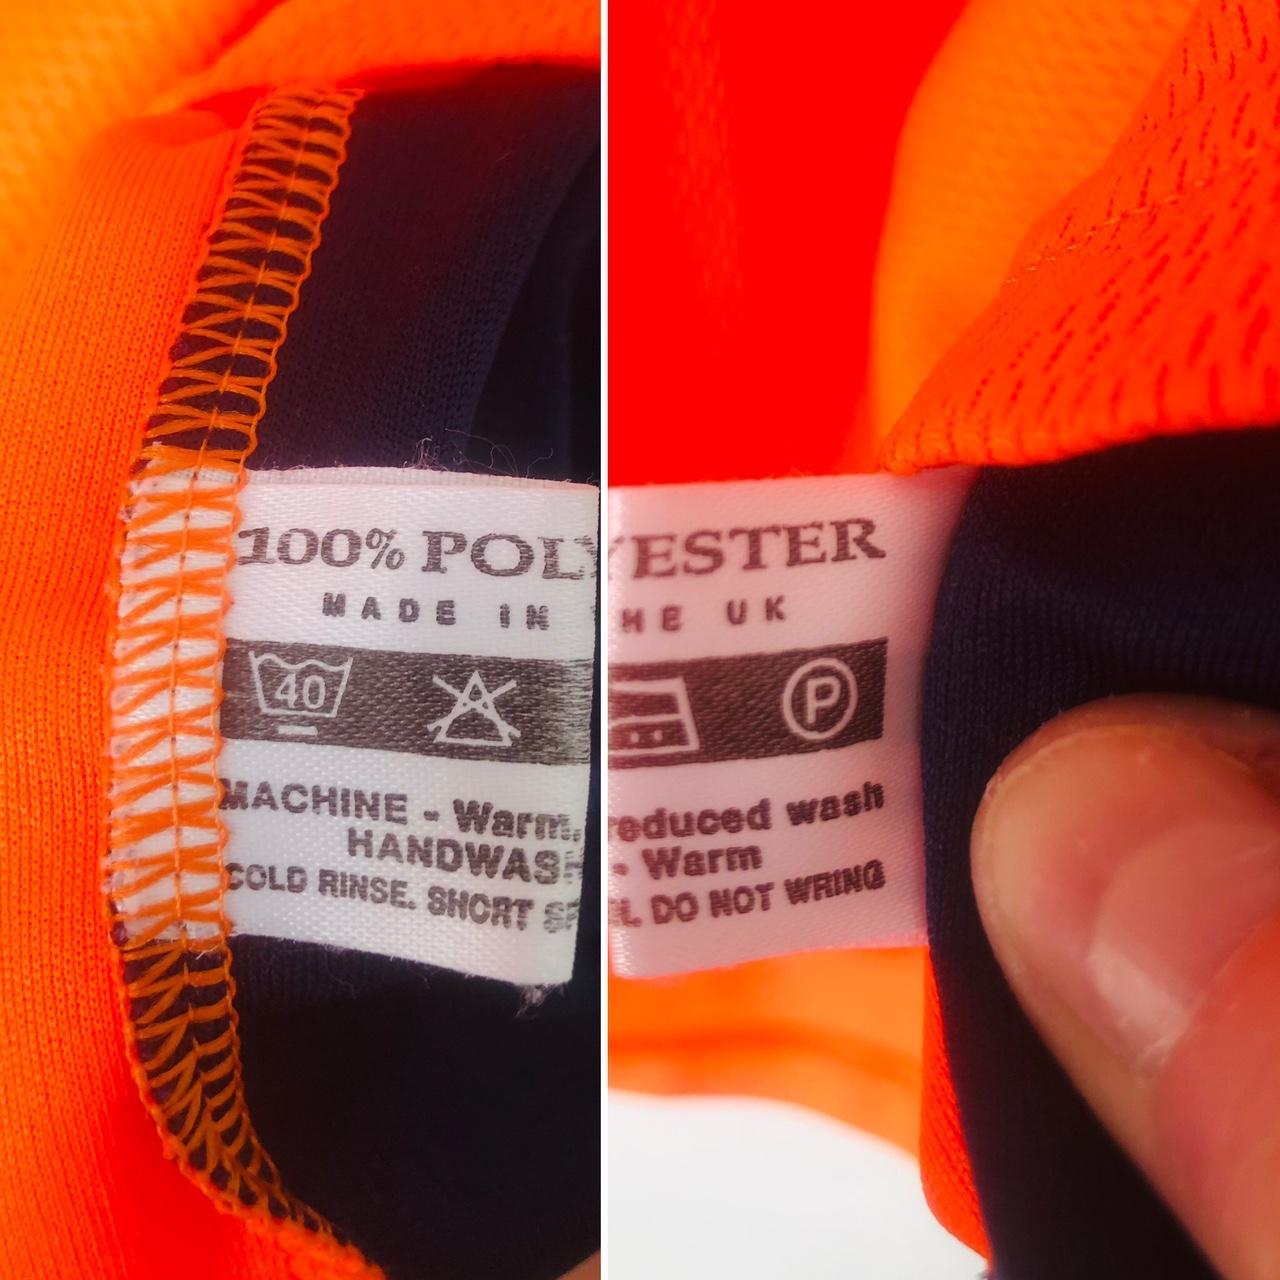 100% POLY
MADE IN
40
MACHINE - Warm,
HANDWAS
COLD RINSE. SHORT
YESTER
HE UK
P
reduced wash
- Warm
DO NOT WRING